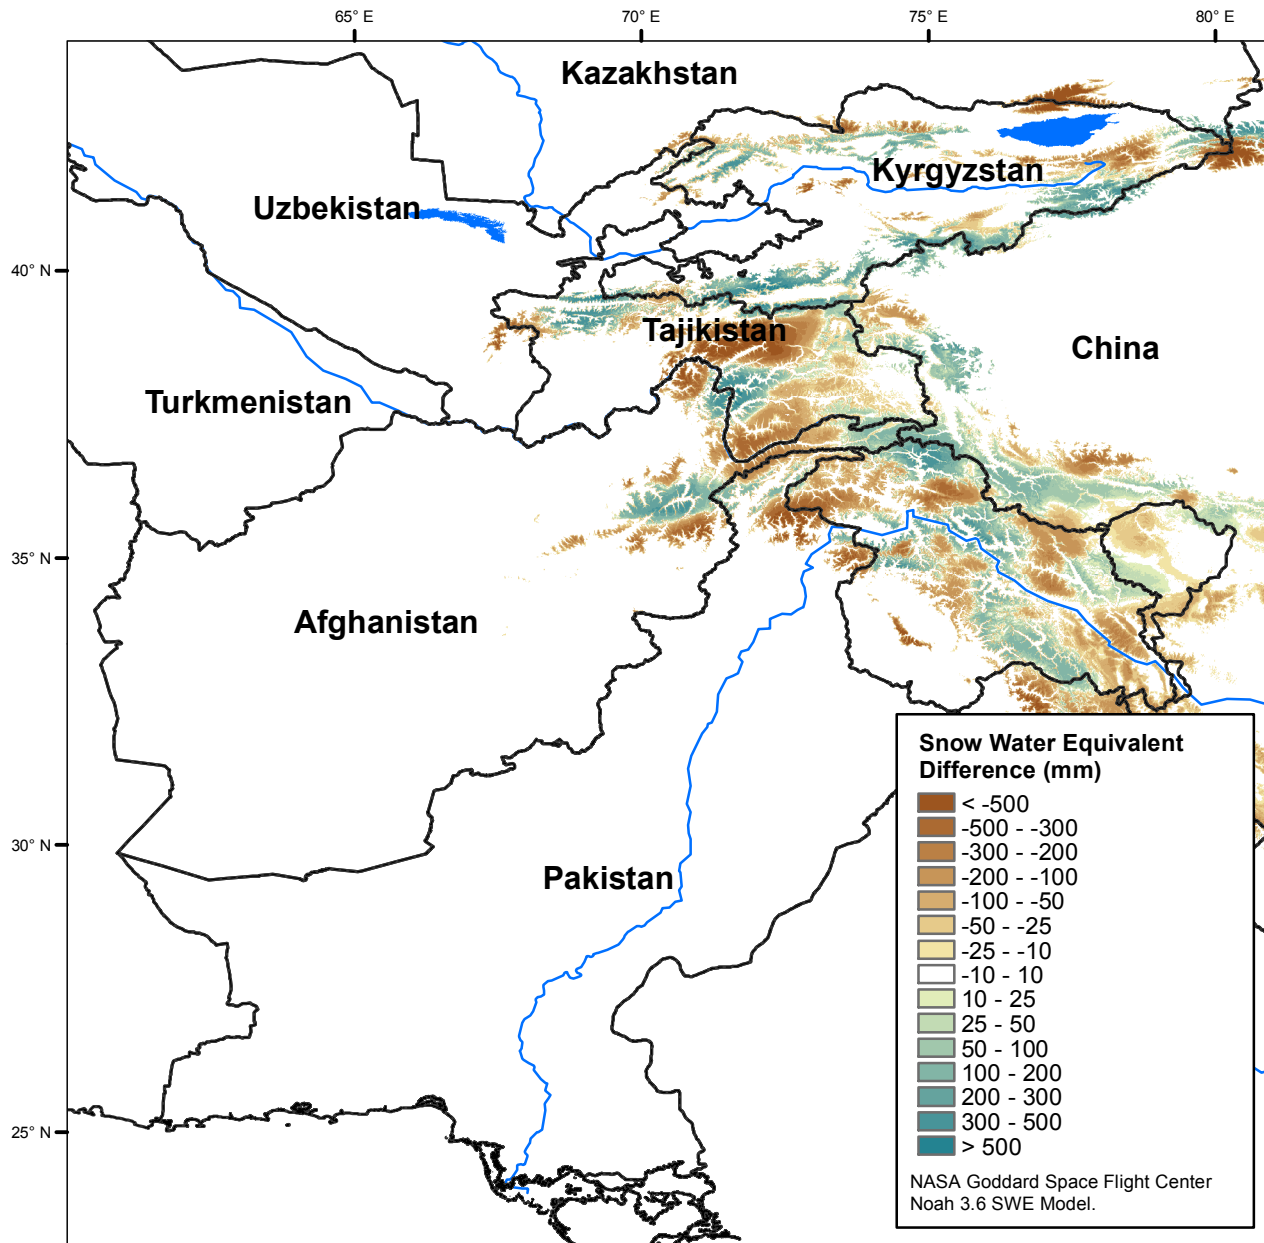 65° E
70° E
75° E
80° E
Kazakhstan
Kyrgyzstan
Uzbekistan
40° N
Tajikistan
China
Turkmenistan
35° N
Afghanistan
30° N
Pakistan
25° N
Snow Water Equivalent
Difference (mm)
< -500
-500 - -300
-300 - -200
-200 - -100
-100 - -50
-50 - -25
-25 - -10
-10 - 10
10 - 25
25 - 50
50 - 100
100 - 200
200 - 300
300 - 500
> 500
NASA Goddard Space Flight Center
Noah 3.6 SWE Model.